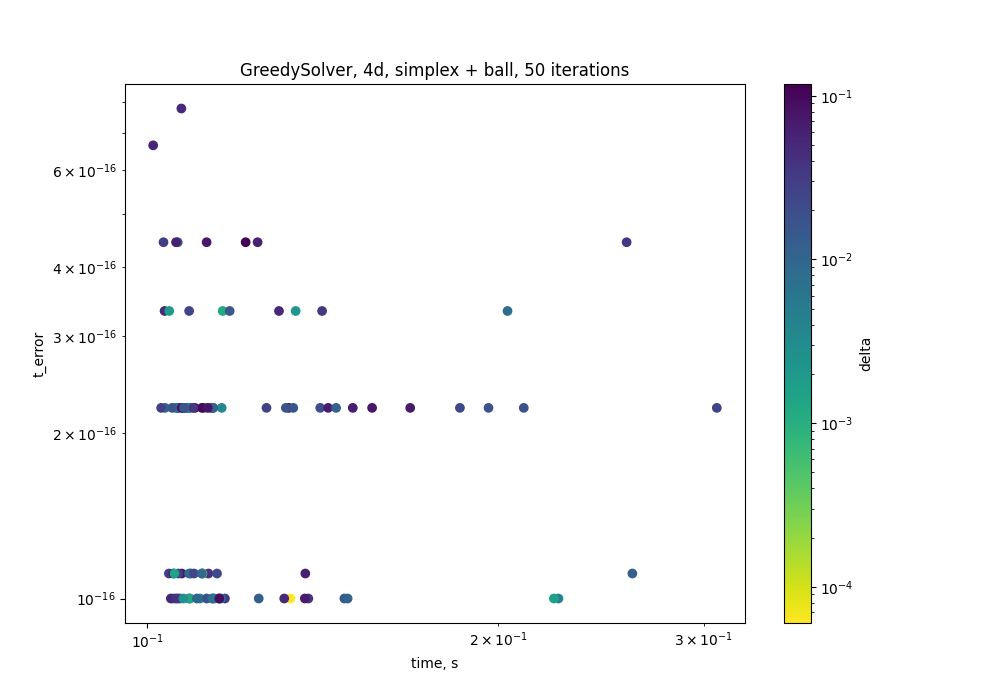 GreedySolver, 4d, simplex + ball, 50 iterations
t_error
6 × 10⁻¹⁶
4 × 10⁻¹⁶
3 × 10⁻¹⁶
2 × 10⁻¹⁶
10⁻¹⁶
10⁻¹
2 × 10⁻¹
3 × 10⁻¹
time, s
10⁻¹
10⁻²
10⁻³
10⁻⁴
delta